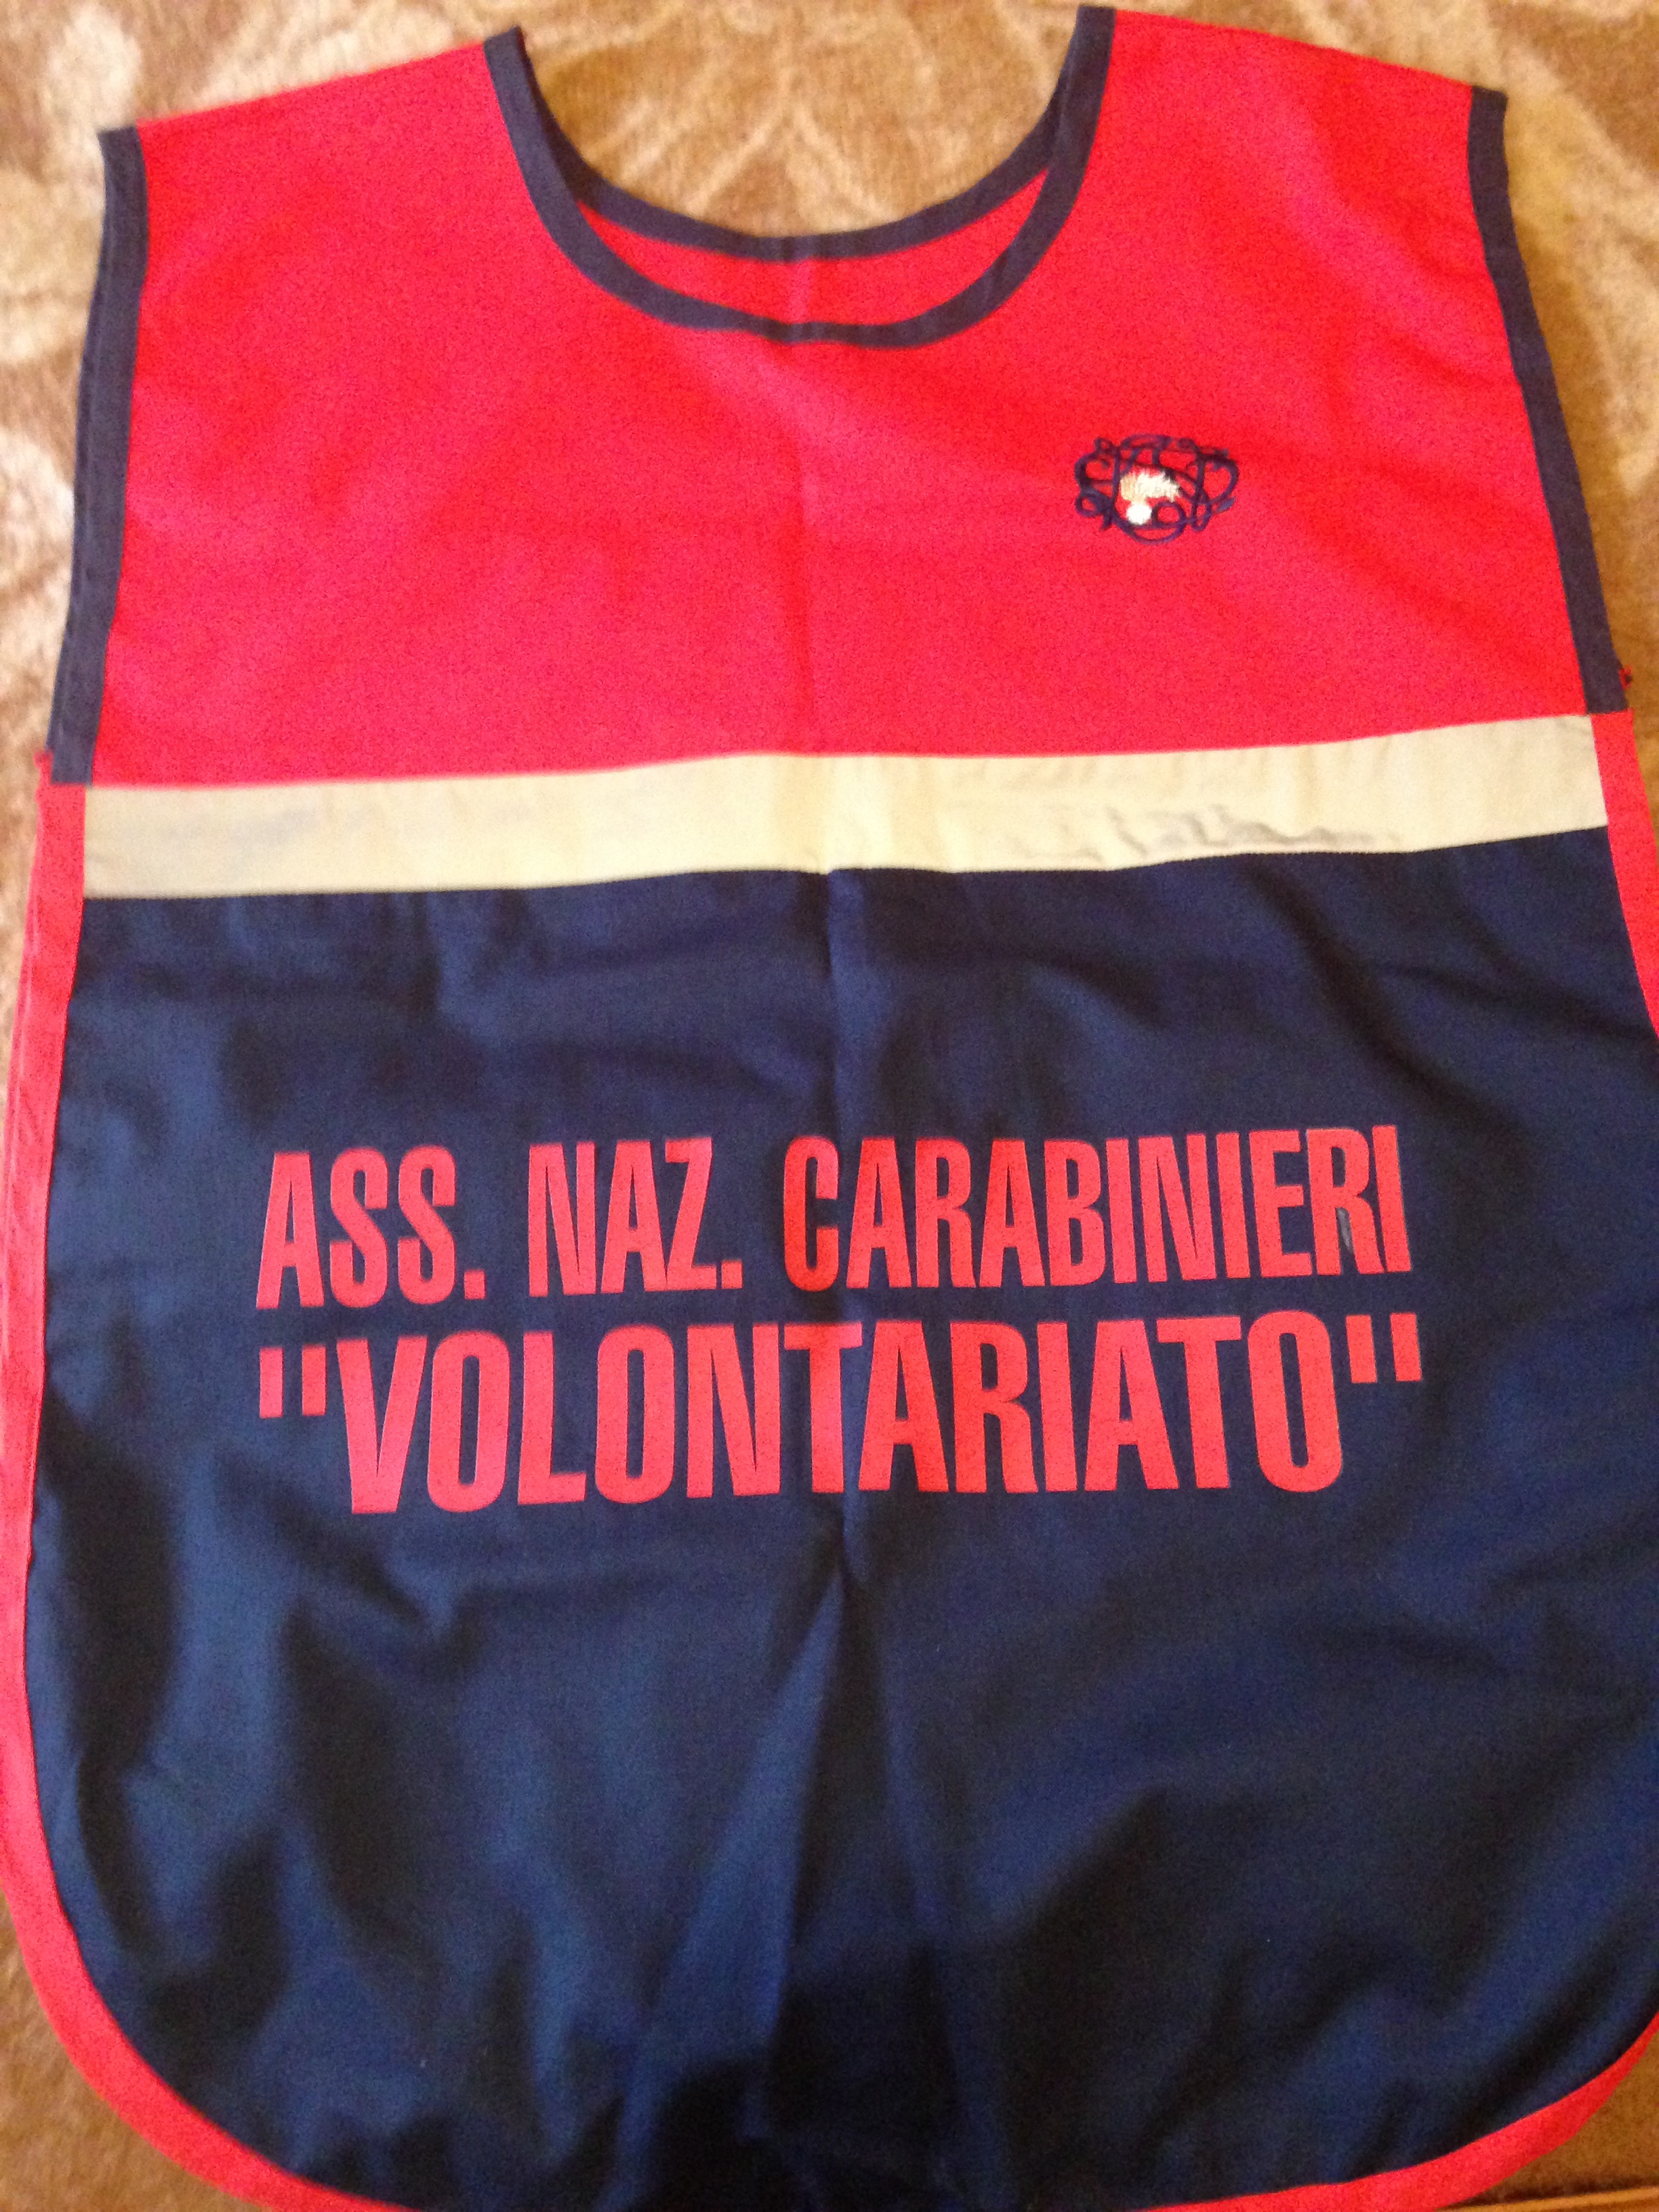 ASS. NAZ. CARABINIERI
"VOLONTARIATO"